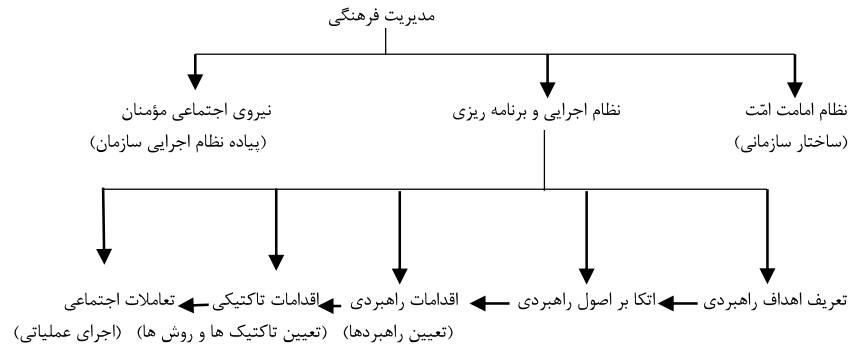 مدیریت فرهنگی
نظام امامت امّت
(ساختار سازمانی)
نظام اجرایی و برنامه ریزی
نیروی اجتماعی مؤمنان
(پیاده نظام اجرایی سازمان)
تعریف اهداف راهبردی
اتکا بر اصول راهبردی
اقدامات راهبردی
(تعیین راهبردها)
اقدامات تاکتیکی
(تعیین تاکتیک ها و روش ها)
تعاملات اجتماعی
(اجرای عملیاتی)